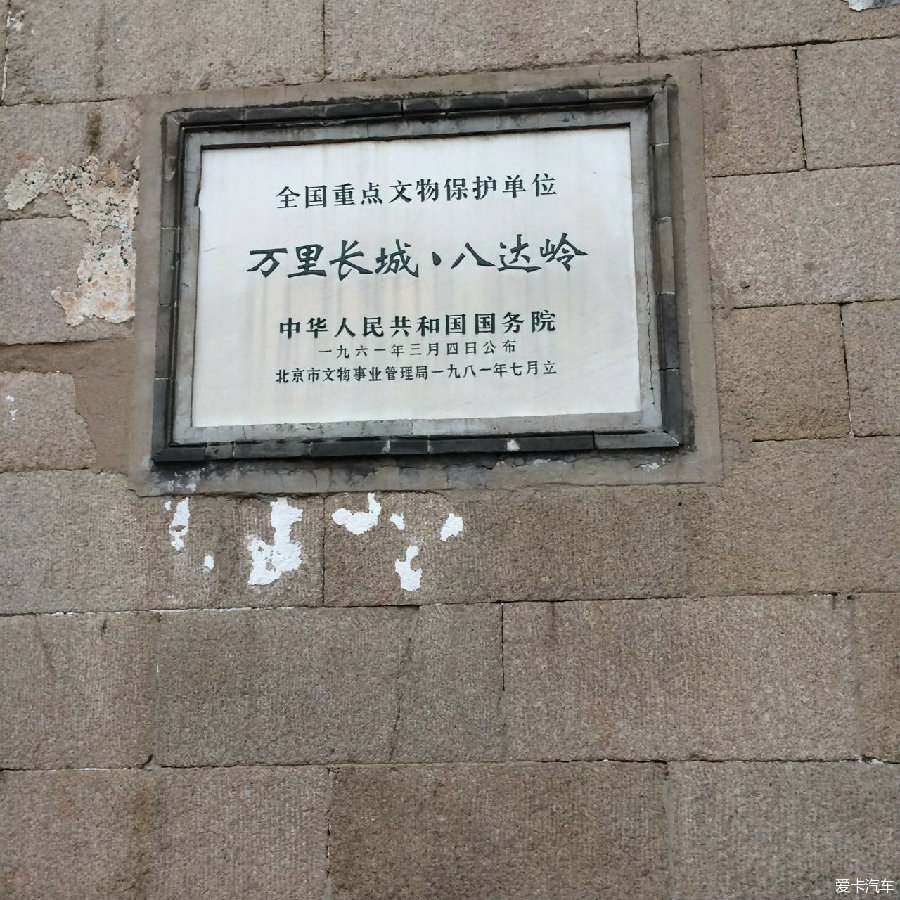 全国重点文物保护单位
万里长城、八达岭
中华人民共和国国务院
一九六一年三月四日公布
北京市文物事业管理局一九八一年七月立
爱卡汽车